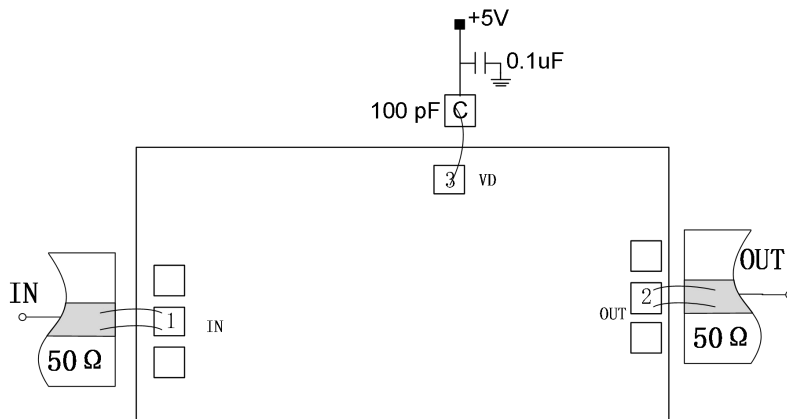 +5V
0.1uF
100 pF C
3 VD
IN
OUT
1 IN
OUT 2
50 Ω
50 Ω